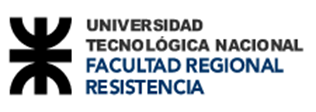 UNIVERSIDAD
TECNOLÓGICA NACIONAL
FACULTAD REGIONAL
RESISTENCIA